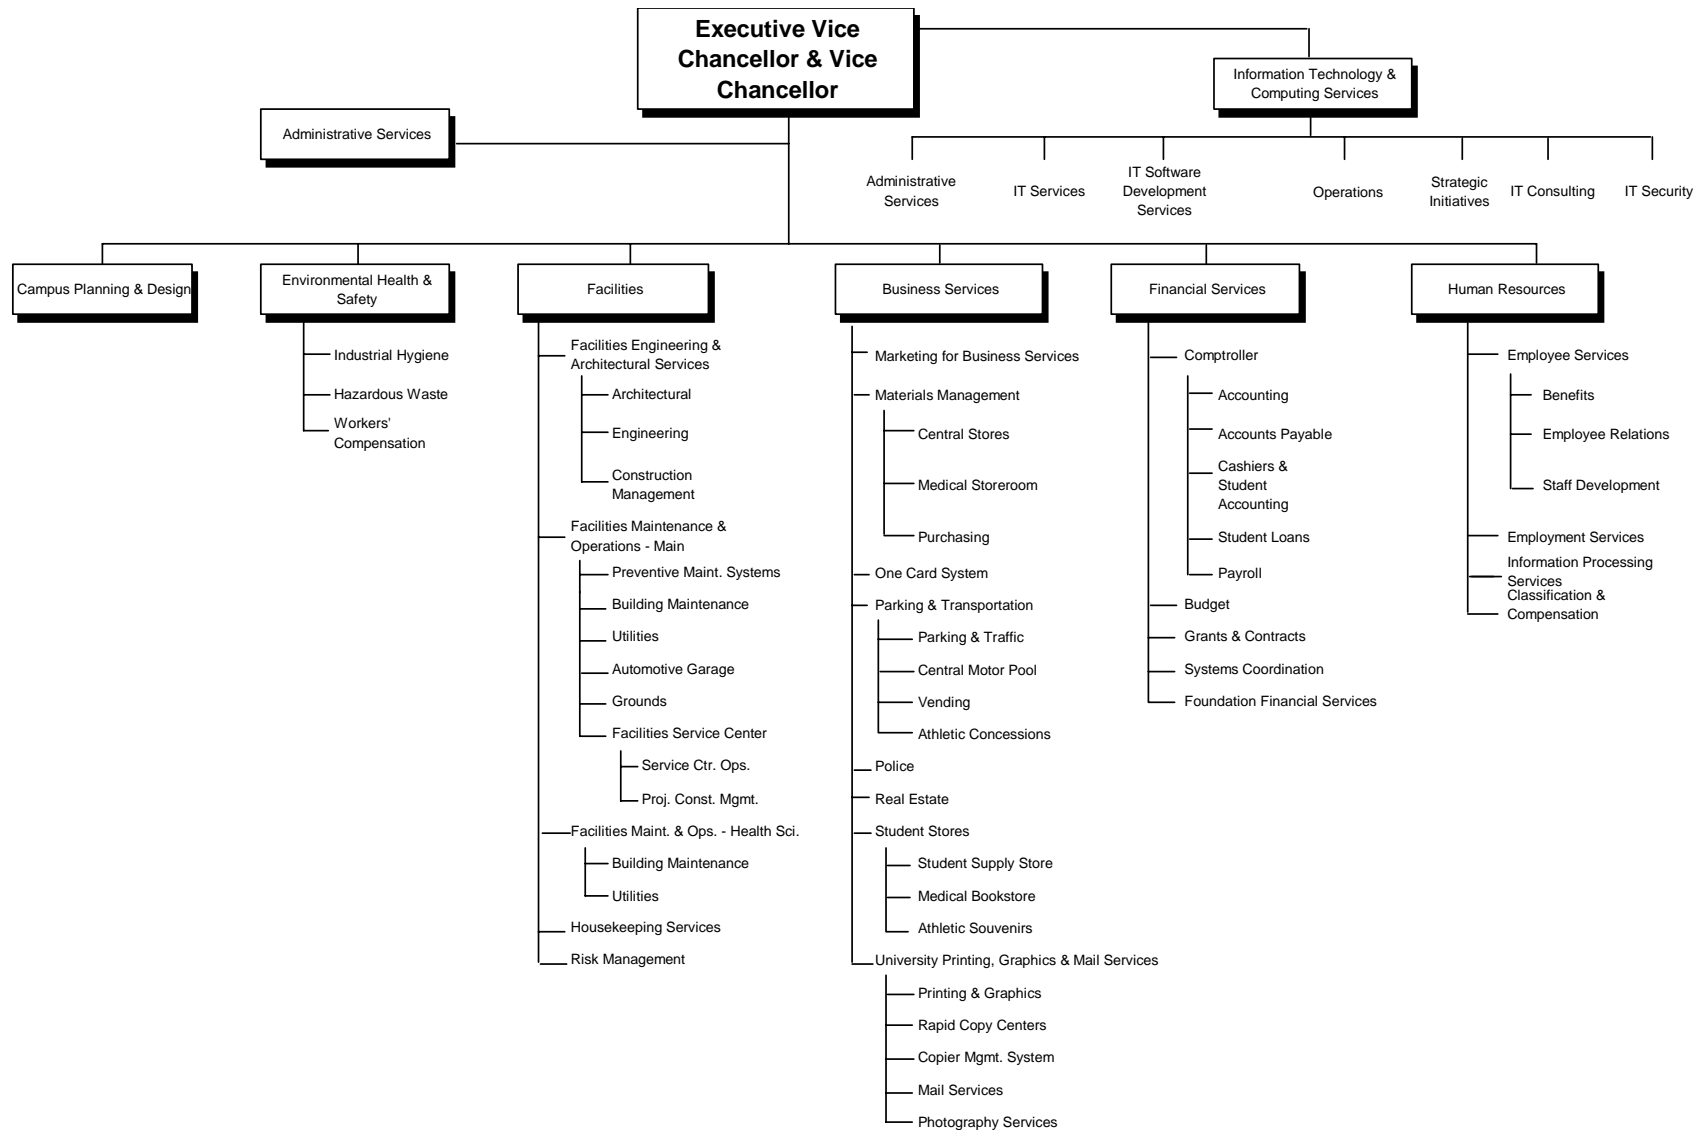 Executive Vice
Chancellor & Vice
Chancellor
Information Technology &
Computing Services
Administrative Services
Administrative
Services
IT Services
IT Software
Development
Services
Operations
Strategic
Initiatives
IT Consulting
IT Security
Campus Planning & Design
Environmental Health &
Safety
Industrial Hygiene
Hazardous Waste
Workers'
Compensation
Facilities
Facilities Engineering &
Architectural Services
Architectural
Engineering
Construction
Management
Facilities Maintenance &
Operations - Main
Preventive Maint. Systems
Building Maintenance
Utilities
Automotive Garage
Grounds
Facilities Service Center
Service Ctr. Ops.
Proj. Const. Mgmt.
Facilities Maint. & Ops. - Health Sci.
Building Maintenance
Utilities
Housekeeping Services
Risk Management
Business Services
Marketing for Business Services
Materials Management
Central Stores
Medical Storeroom
Purchasing
One Card System
Parking & Transportation
Parking & Traffic
Central Motor Pool
Vending
Athletic Concessions
Police
Real Estate
Student Stores
Student Supply Store
Medical Bookstore
Athletic Souvenirs
University Printing, Graphics & Mail Services
Printing & Graphics
Rapid Copy Centers
Copier Mgmt. System
Mail Services
Photography Services
Financial Services
Comptroller
Accounting
Accounts Payable
Cashiers &
Student
Accounting
Student Loans
Payroll
Budget
Grants & Contracts
Systems Coordination
Foundation Financial Services
Human Resources
Employee Services
Benefits
Employee Relations
Staff Development
Employment Services
Information Processing
Services
Classification &
Compensation